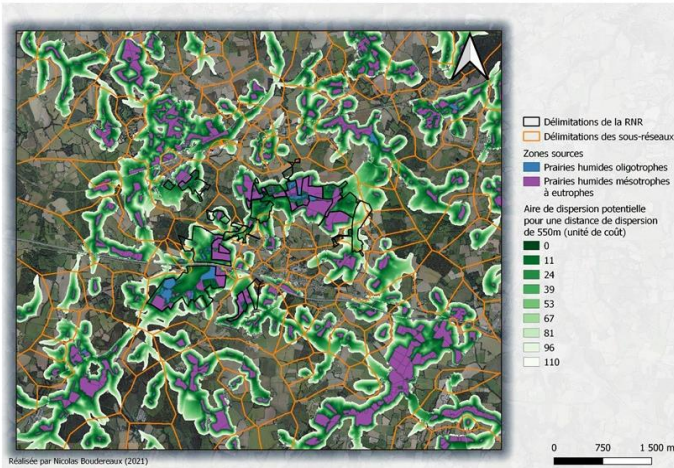 Délimitations de la RNR
Délimitations des sous-réseaux
Zones sources
Prairies humides oligotrophes
Prairies humides mésotrophes
à eutrophes
Aire de dispersion potentielle
pour une distance de dispersion
de 550m (unité de coût)
0
11
24
39
53
67
81
96
110
Réalisée par Nicolas Boudereaux (2021)
0 750 1 500 m